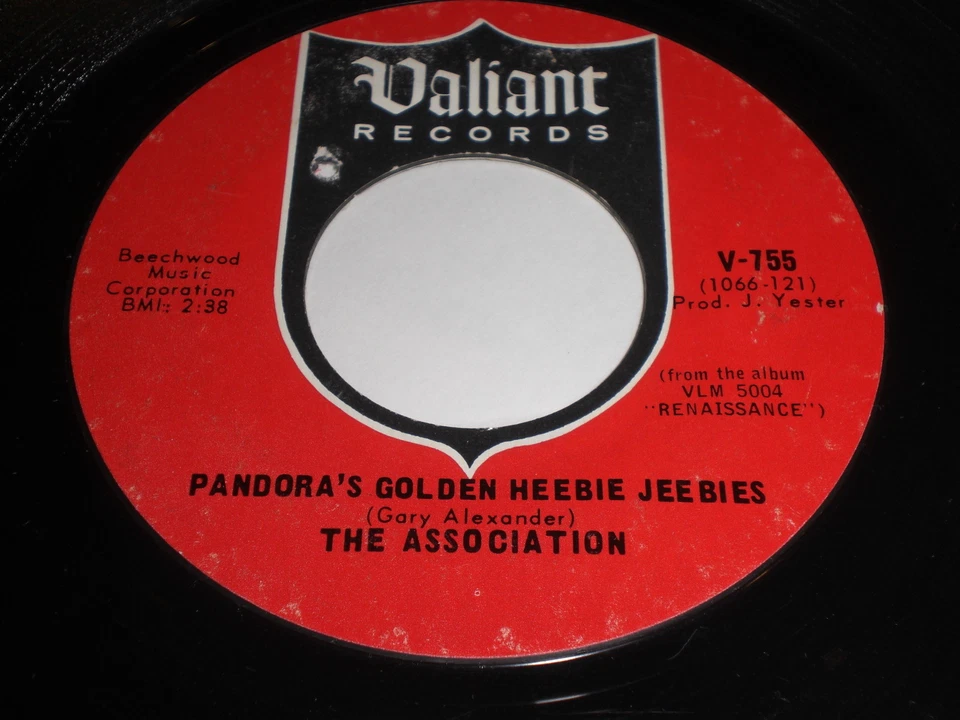 Valiant
RECORDS
Beechwood
Music
Corporation
BMI: 2:38
V-755
(1066-121)
Prod. J. Yester
(from the album
VLM 5004
"RENAISSANCE")
PANDORA'S GOLDEN HEEBIE JEEBIES
(Gary Alexander)
THE ASSOCIATION